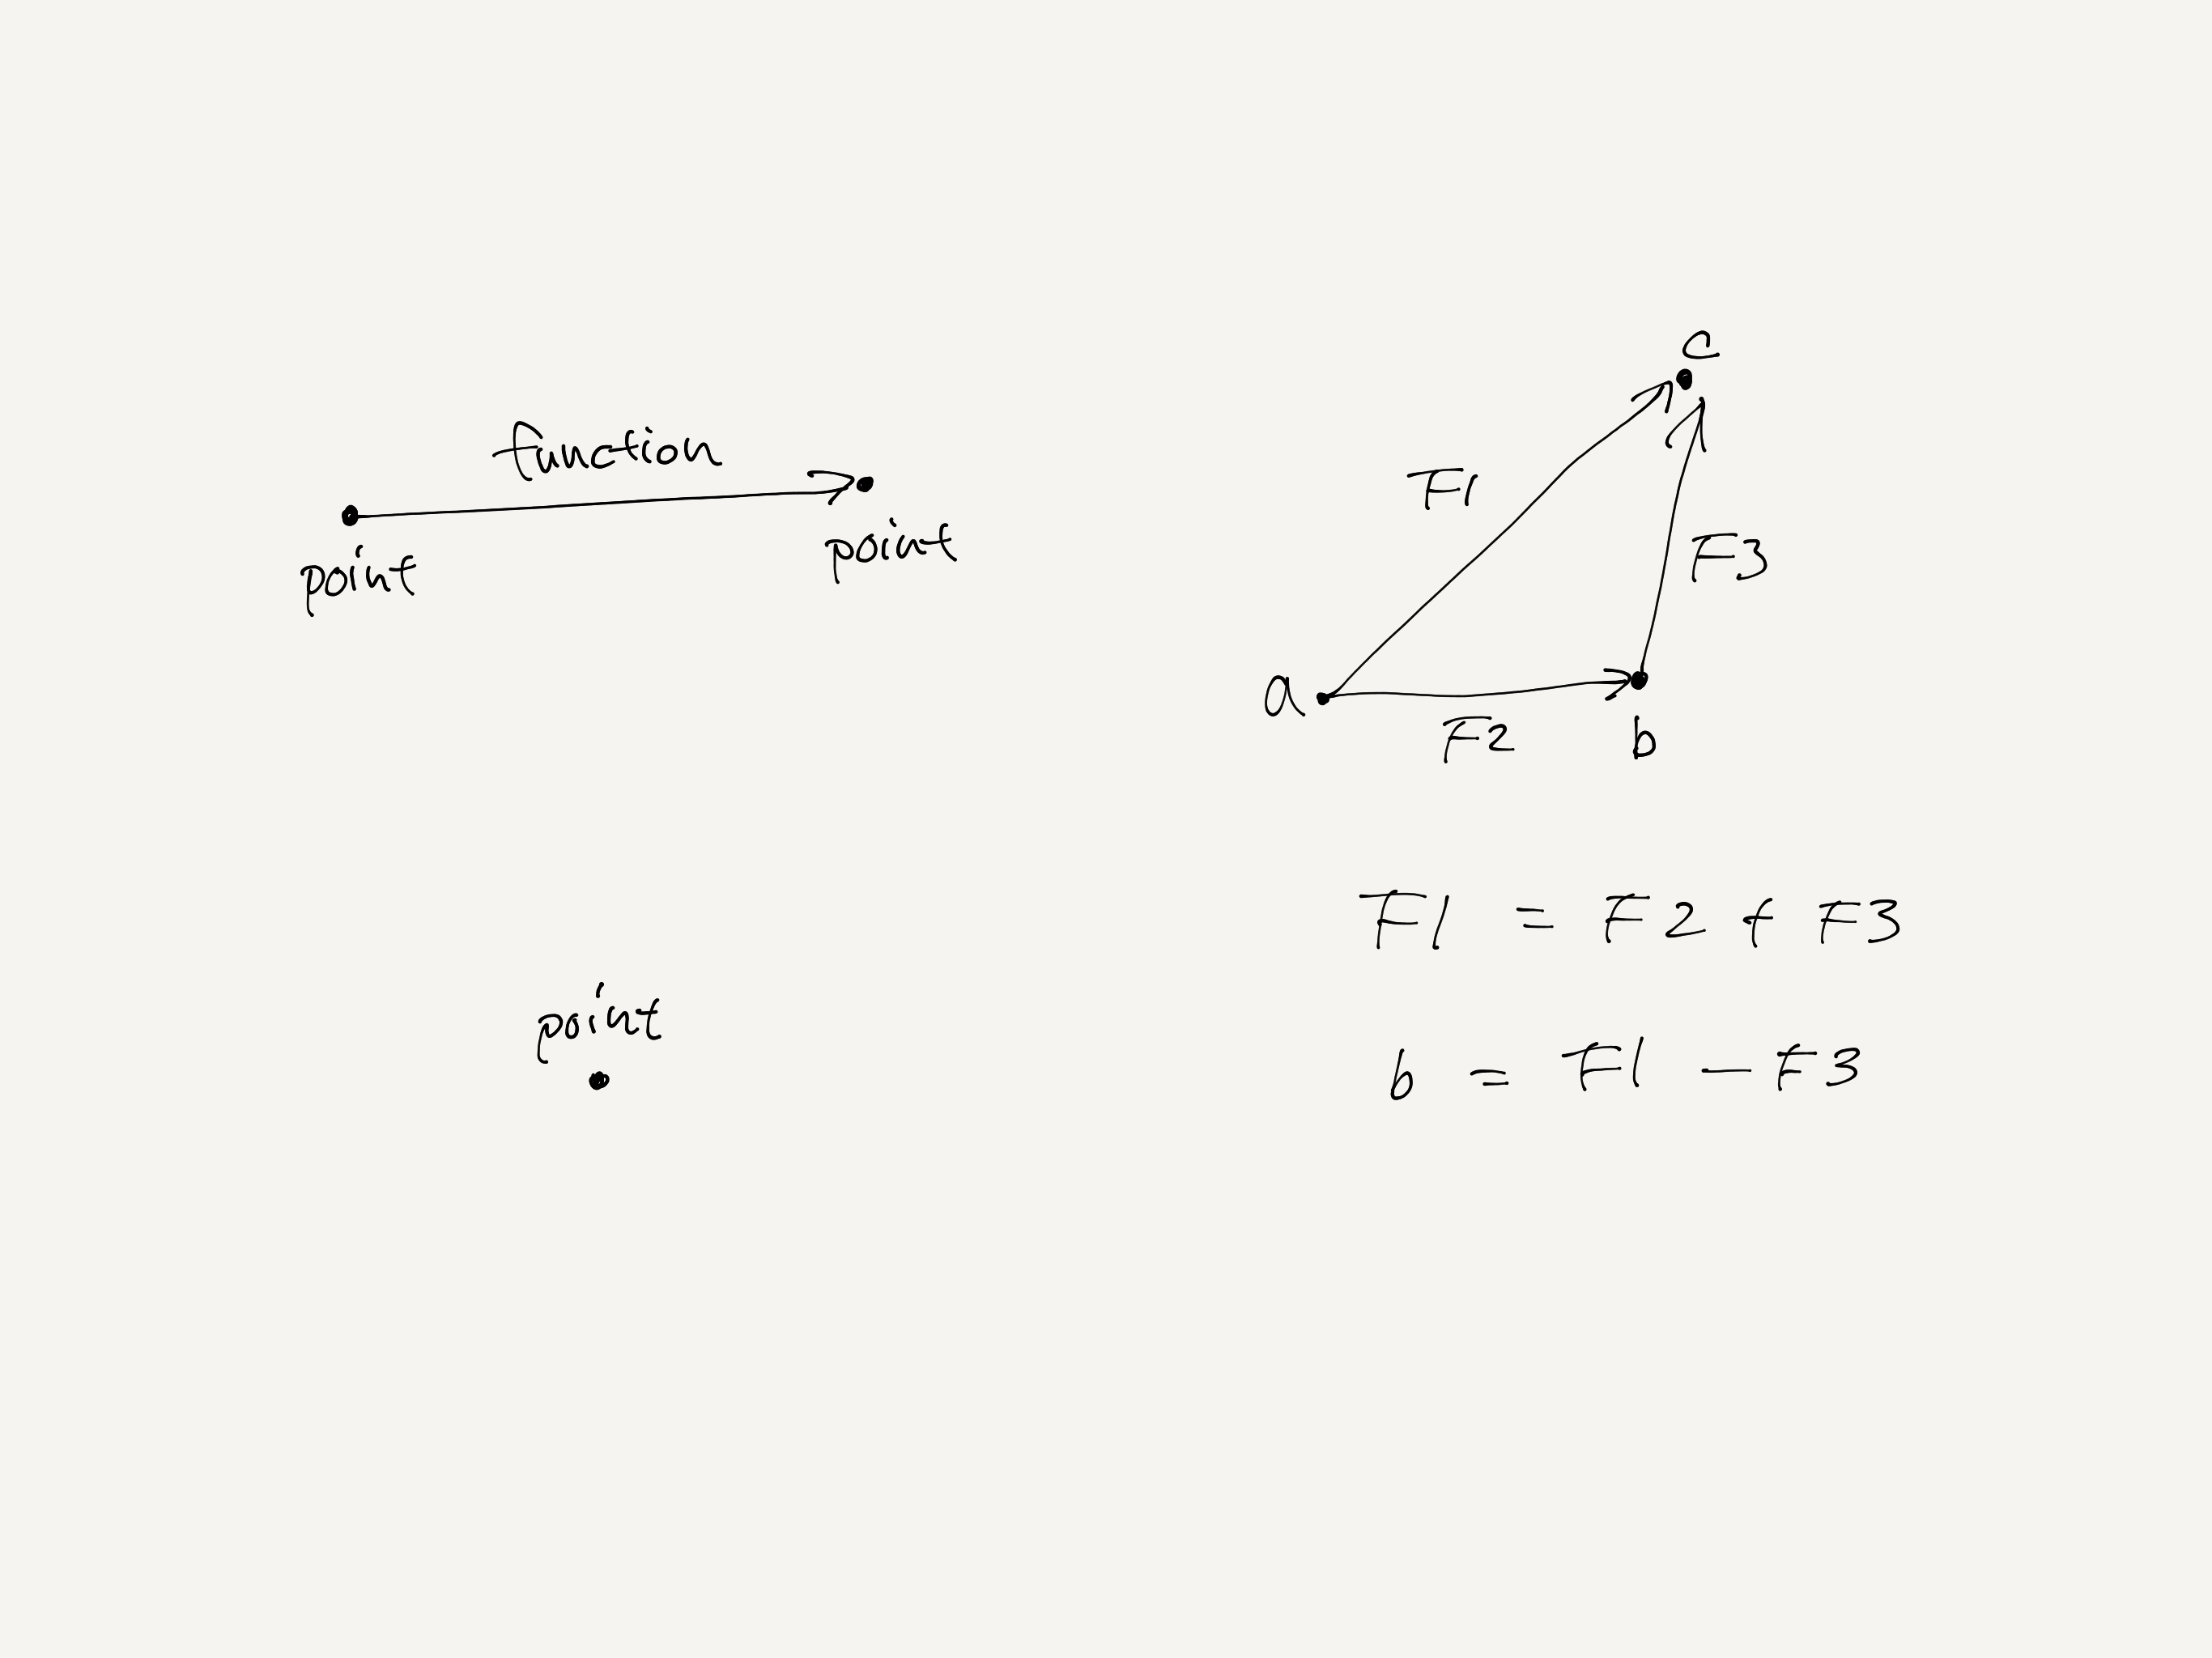 function
point
point
point
c
F1
F3
a
F2
b
F1 = F2 + F3
b = F1 - F3